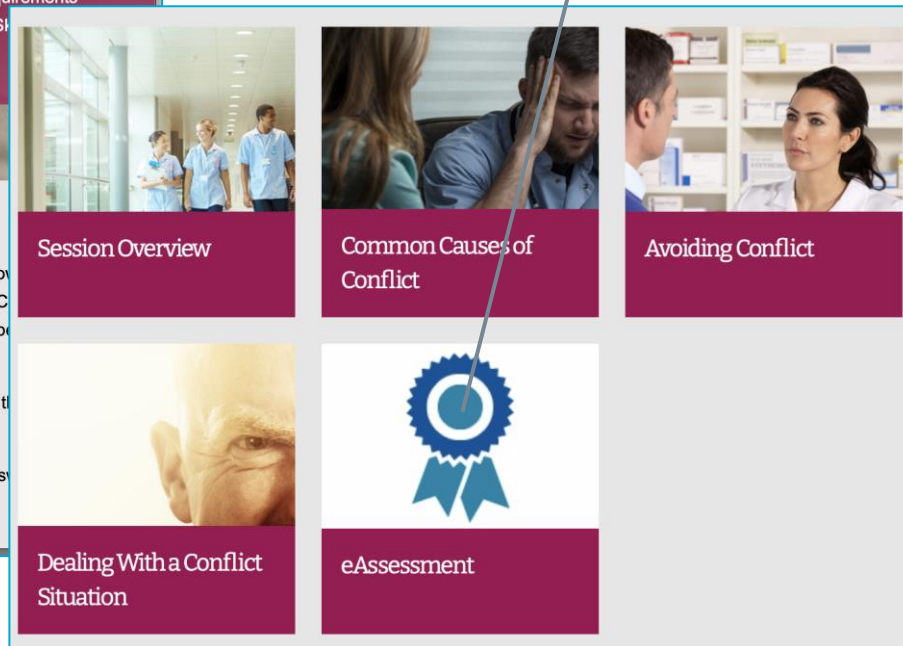 Session Overview
Common Causes of
Conflict
Avoiding Conflict
Dealing With a Conflict
Situation
eAssessment